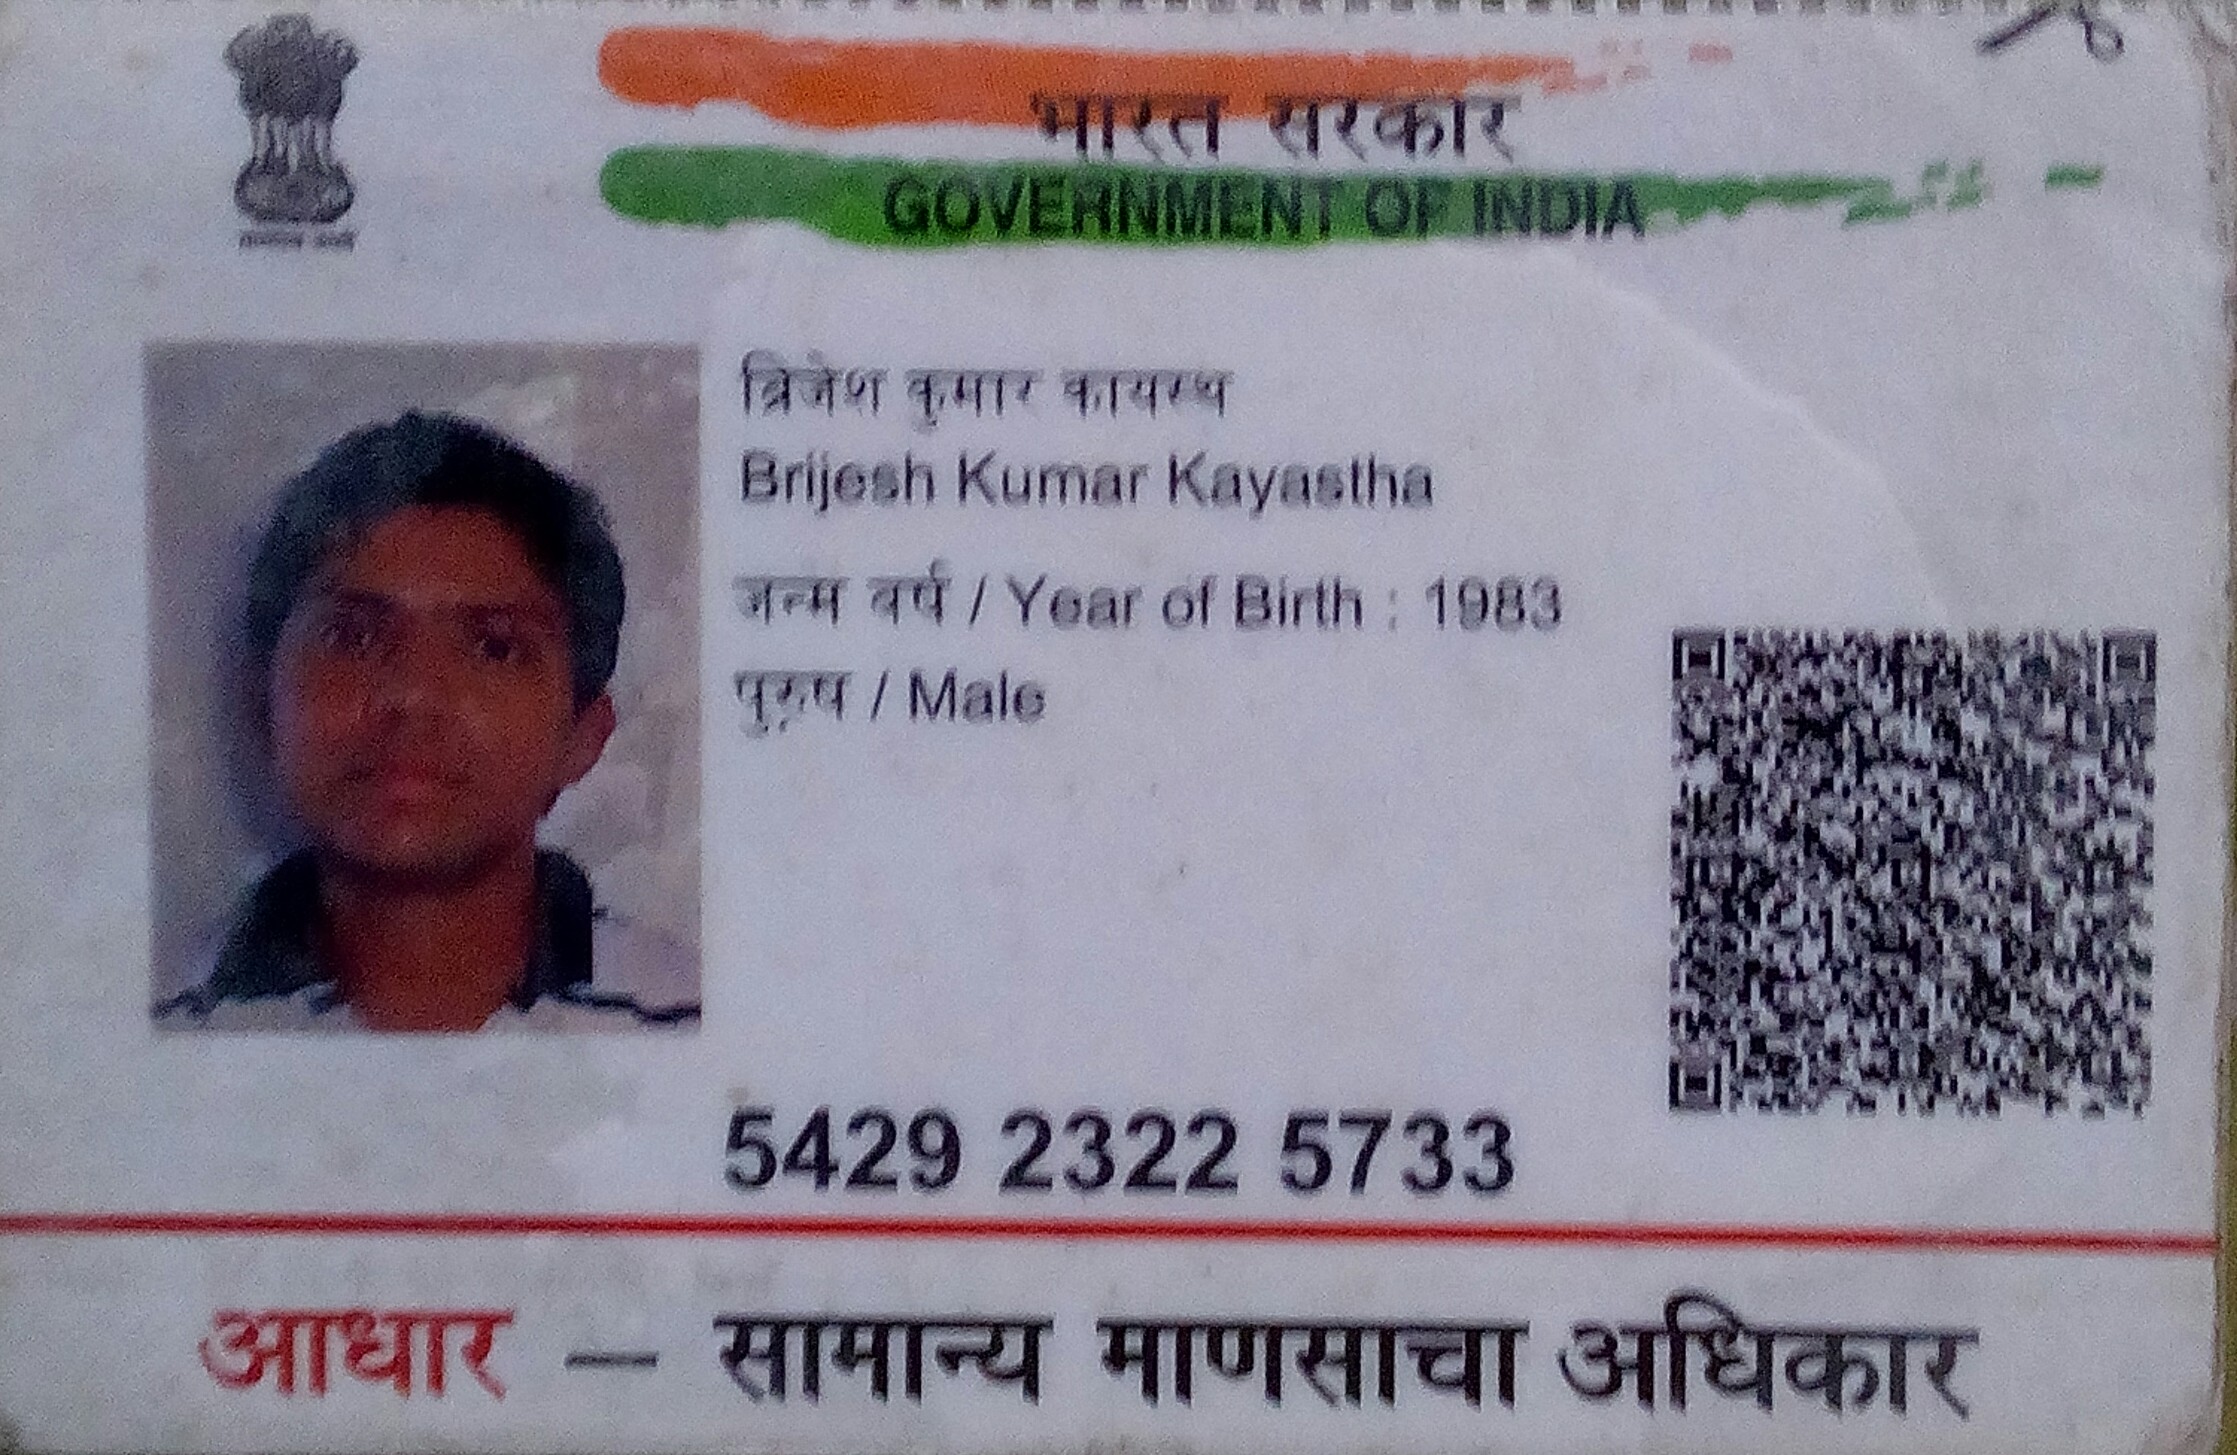 भारत सरकार
GOVERNMENT OF INDIA
ब्रिजेश कुमार कायस्थ
Brijesh Kumar Kayastha
जन्म वर्ष / Year of Birth : 1983
पुरुष / Male
5429 2322 5733
आधार — सामान्य माणसाचा अधिकार